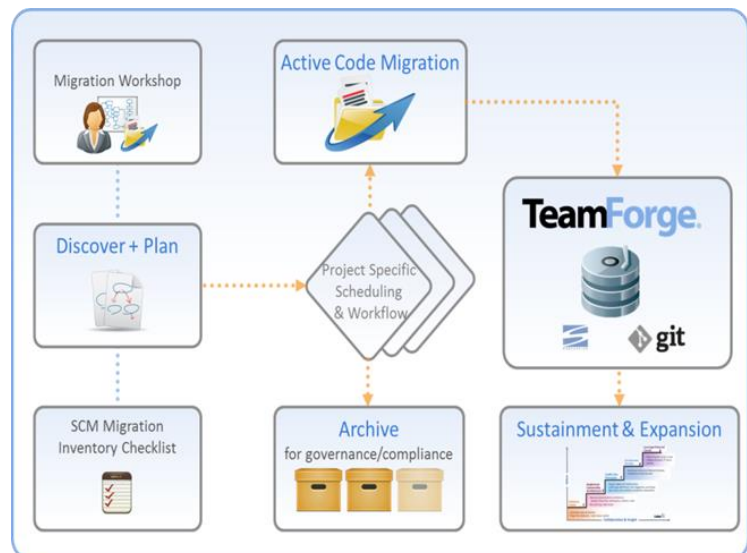 Migration Workshop
Active Code Migration
TeamForge®
git
Discover + Plan
Project Specific
Scheduling
& Workflow
SCM Migration
Inventory Checklist
Archive
for governance/compliance
Sustainment & Expansion